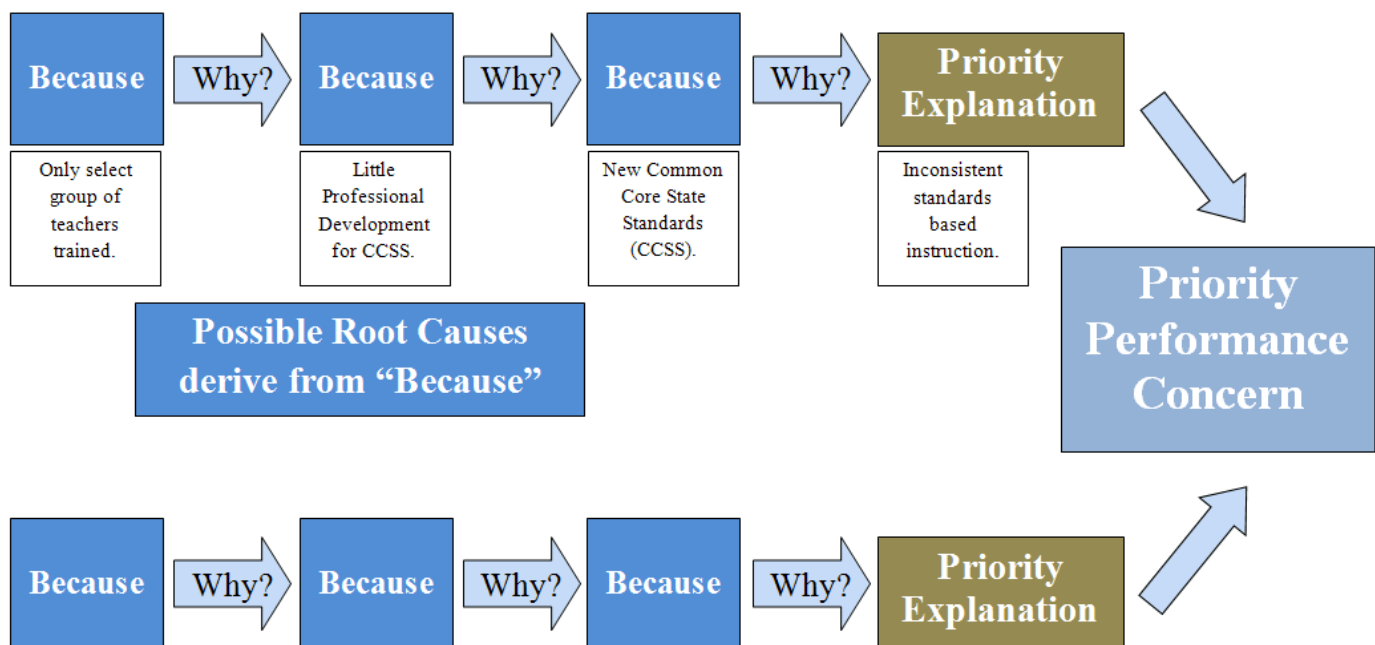 Because
Why?
Because
Why?
Because
Why?
Priority
Explanation
Only select
group of
teachers
trained.
Little
Professional
Development
for CCSS.
New Common
Core State
Standards
(CCSS).
Inconsistent
standards
based
instruction.
Possible Root Causes
derive from “Because”
Priority
Performance
Concern
Because
Why?
Because
Why?
Because
Why?
Priority
Explanation